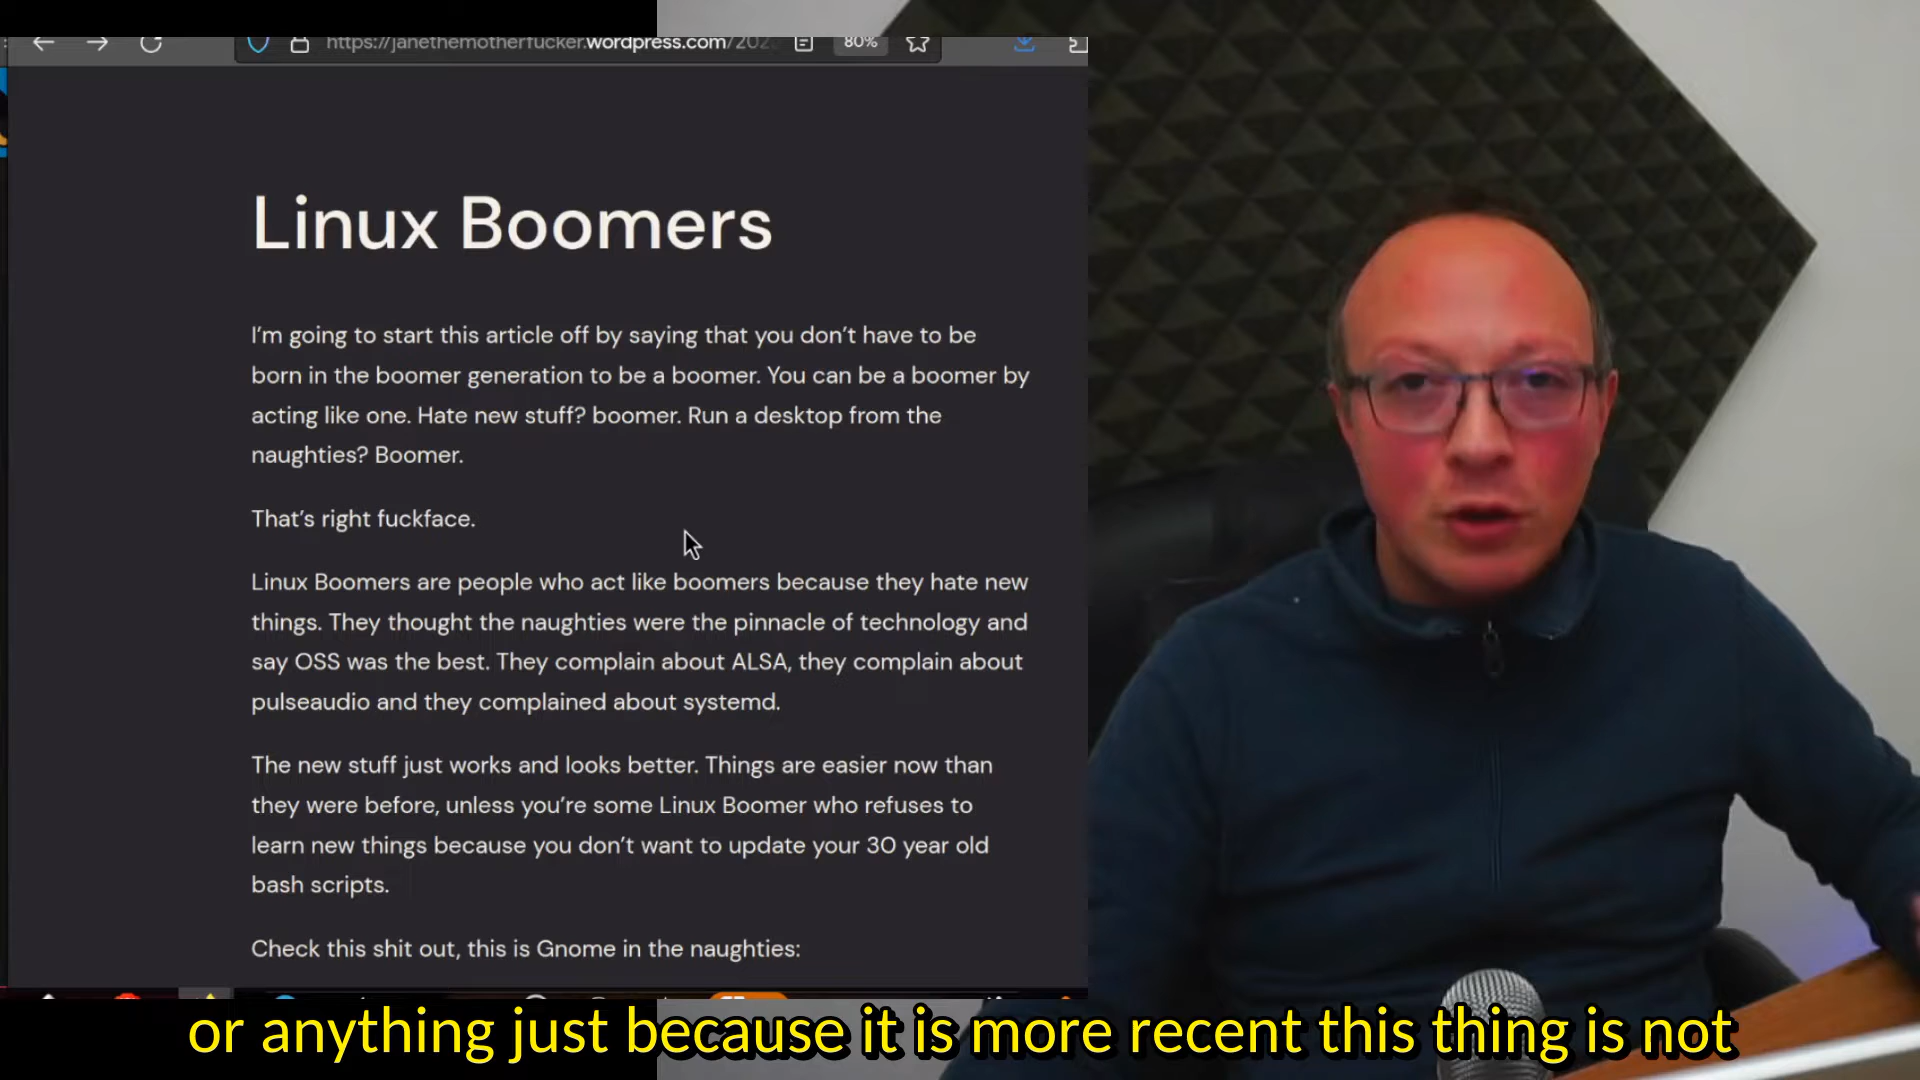 https://janethemotherfucker.wordpress.com/202
80%
Linux Boomers
I'm going to start this article off by saying that you don't have to be
born in the boomer generation to be a boomer. You can be a boomer by
acting like one. Hate new stuff? boomer. Run a desktop from the
naughties? Boomer.
That's right fuckface.
Linux Boomers are people who act like boomers because they hate new
things. They thought the naughties were the pinnacle of technology and
say OSS was the best. They complain about ALSA, they complain about
pulseaudio and they complained about systemd.
The new stuff just works and looks better. Things are easier now than
they were before, unless you're some Linux Boomer who refuses to
learn new things because you don't want to update your 30 year old
bash scripts.
Check this shit out, this is Gnome in the naughties:
or anything just because it is more recent this thing is not